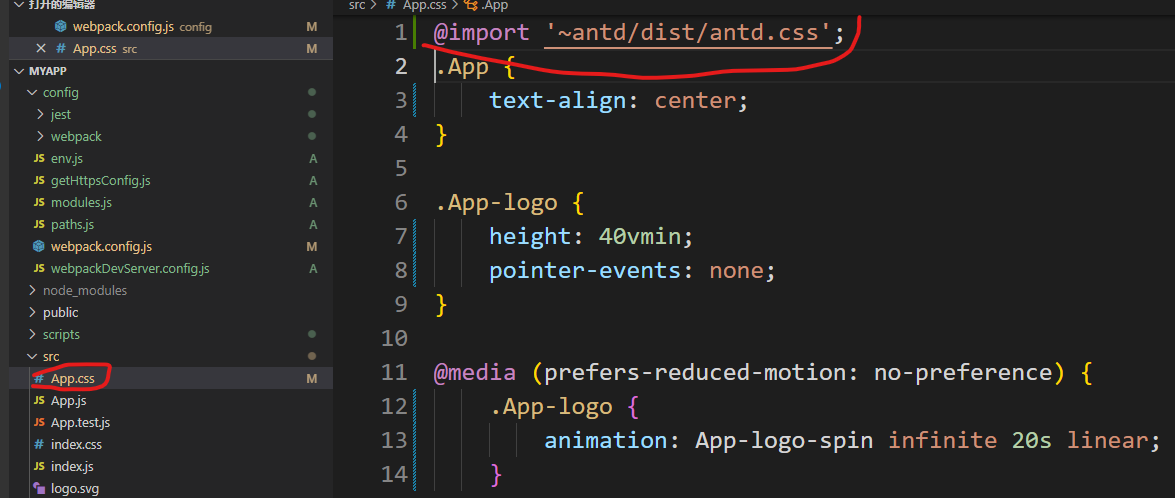 打开的编辑器
webpack.config.js config M
# App.css src M
MYAPP
config
jest
webpack
JS env.js A
JS getHttpsConfig.js A
JS modules.js A
JS paths.js A
webpack.config.js M
JS webpackDevServer.config.js A
node_modules
public
scripts
src
# App.css M
JS App.js
JS App.test.js
# index.css
JS index.js
logo.svg
src > # App.css > .App
1 @import '~antd/dist/antd.css';
2 .App {
3 text-align: center;
4 }
5
6 .App-logo {
7 height: 40vmin;
8 pointer-events: none;
9 }
10
11 @media (prefers-reduced-motion: no-preference) {
12 .App-logo {
13 animation: App-logo-spin infinite 20s linear;
14 }